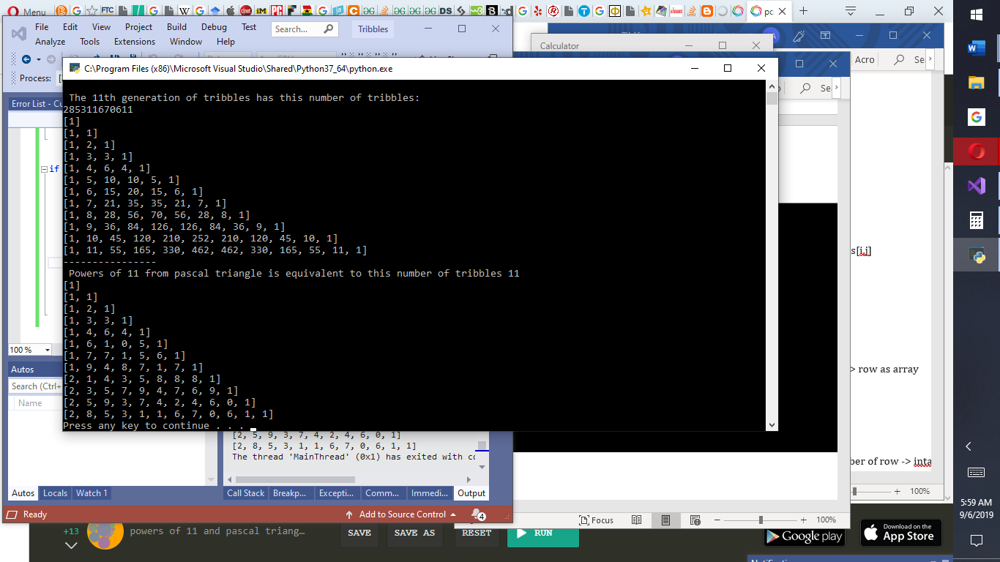 Menu
FTC
pc
File Edit View Project Build Debug Test
Search...
Tribbles
Analyze Tools Extensions Window Help
Process:
Calculator
Acro
Se
C:\Program Files (x86)\Microsoft Visual Studio\Shared\Python37_64\python.exe
Se
Error List - Cu
if
The 11th generation of tribbles has this number of tribbles:
285311670611
[1]
[1, 1]
[1, 2, 1]
[1, 3, 3, 1]
[1, 4, 6, 4, 1]
[1, 5, 10, 10, 5, 1]
[1, 6, 15, 20, 15, 6, 1]
[1, 7, 21, 35, 35, 21, 7, 1]
[1, 8, 28, 56, 70, 56, 28, 8, 1]
[1, 9, 36, 84, 126, 126, 84, 36, 9, 1]
[1, 10, 45, 120, 210, 252, 210, 120, 45, 10, 1]
[1, 11, 55, 165, 330, 462, 462, 330, 165, 55, 11, 1]
----------------
Powers of 11 from pascal triangle is equivalent to this number of tribbles 11
[1]
[1, 1]
[1, 2, 1]
[1, 3, 3, 1]
[1, 4, 6, 4, 1]
[1, 6, 1, 0, 5, 1]
[1, 7, 7, 1, 5, 6, 1]
[1, 9, 4, 8, 7, 1, 7, 1]
[2, 1, 4, 3, 5, 8, 8, 8, 1]
[2, 3, 5, 7, 9, 4, 7, 6, 9, 1]
[2, 5, 9, 3, 7, 4, 2, 4, 6, 0, 1]
[2, 8, 5, 3, 1, 1, 6, 7, 0, 6, 1, 1]
Press any key to continue . . .
s[i,j]
> row as array
ber of row -> inta
100 %
Autos
Search (Ctrl+
Name
[2, 5, 9, 3, 7, 4, 2, 4, 6, 0, 1]
[2, 8, 5, 3, 1, 1, 6, 7, 0, 6, 1, 1]
The thread 'MainThread' (0x1) has exited with co
Autos Locals Watch 1
Call Stack Breakp... Excepti... Comm... Immedi... Output
100%
Ready
Add to Source Control
4
Focus
100%
+13
powers of 11 and pascal triang...
SAVE
SAVE AS
RESET
RUN
Google play
Download on the
App Store
5:59 AM
9/6/2019